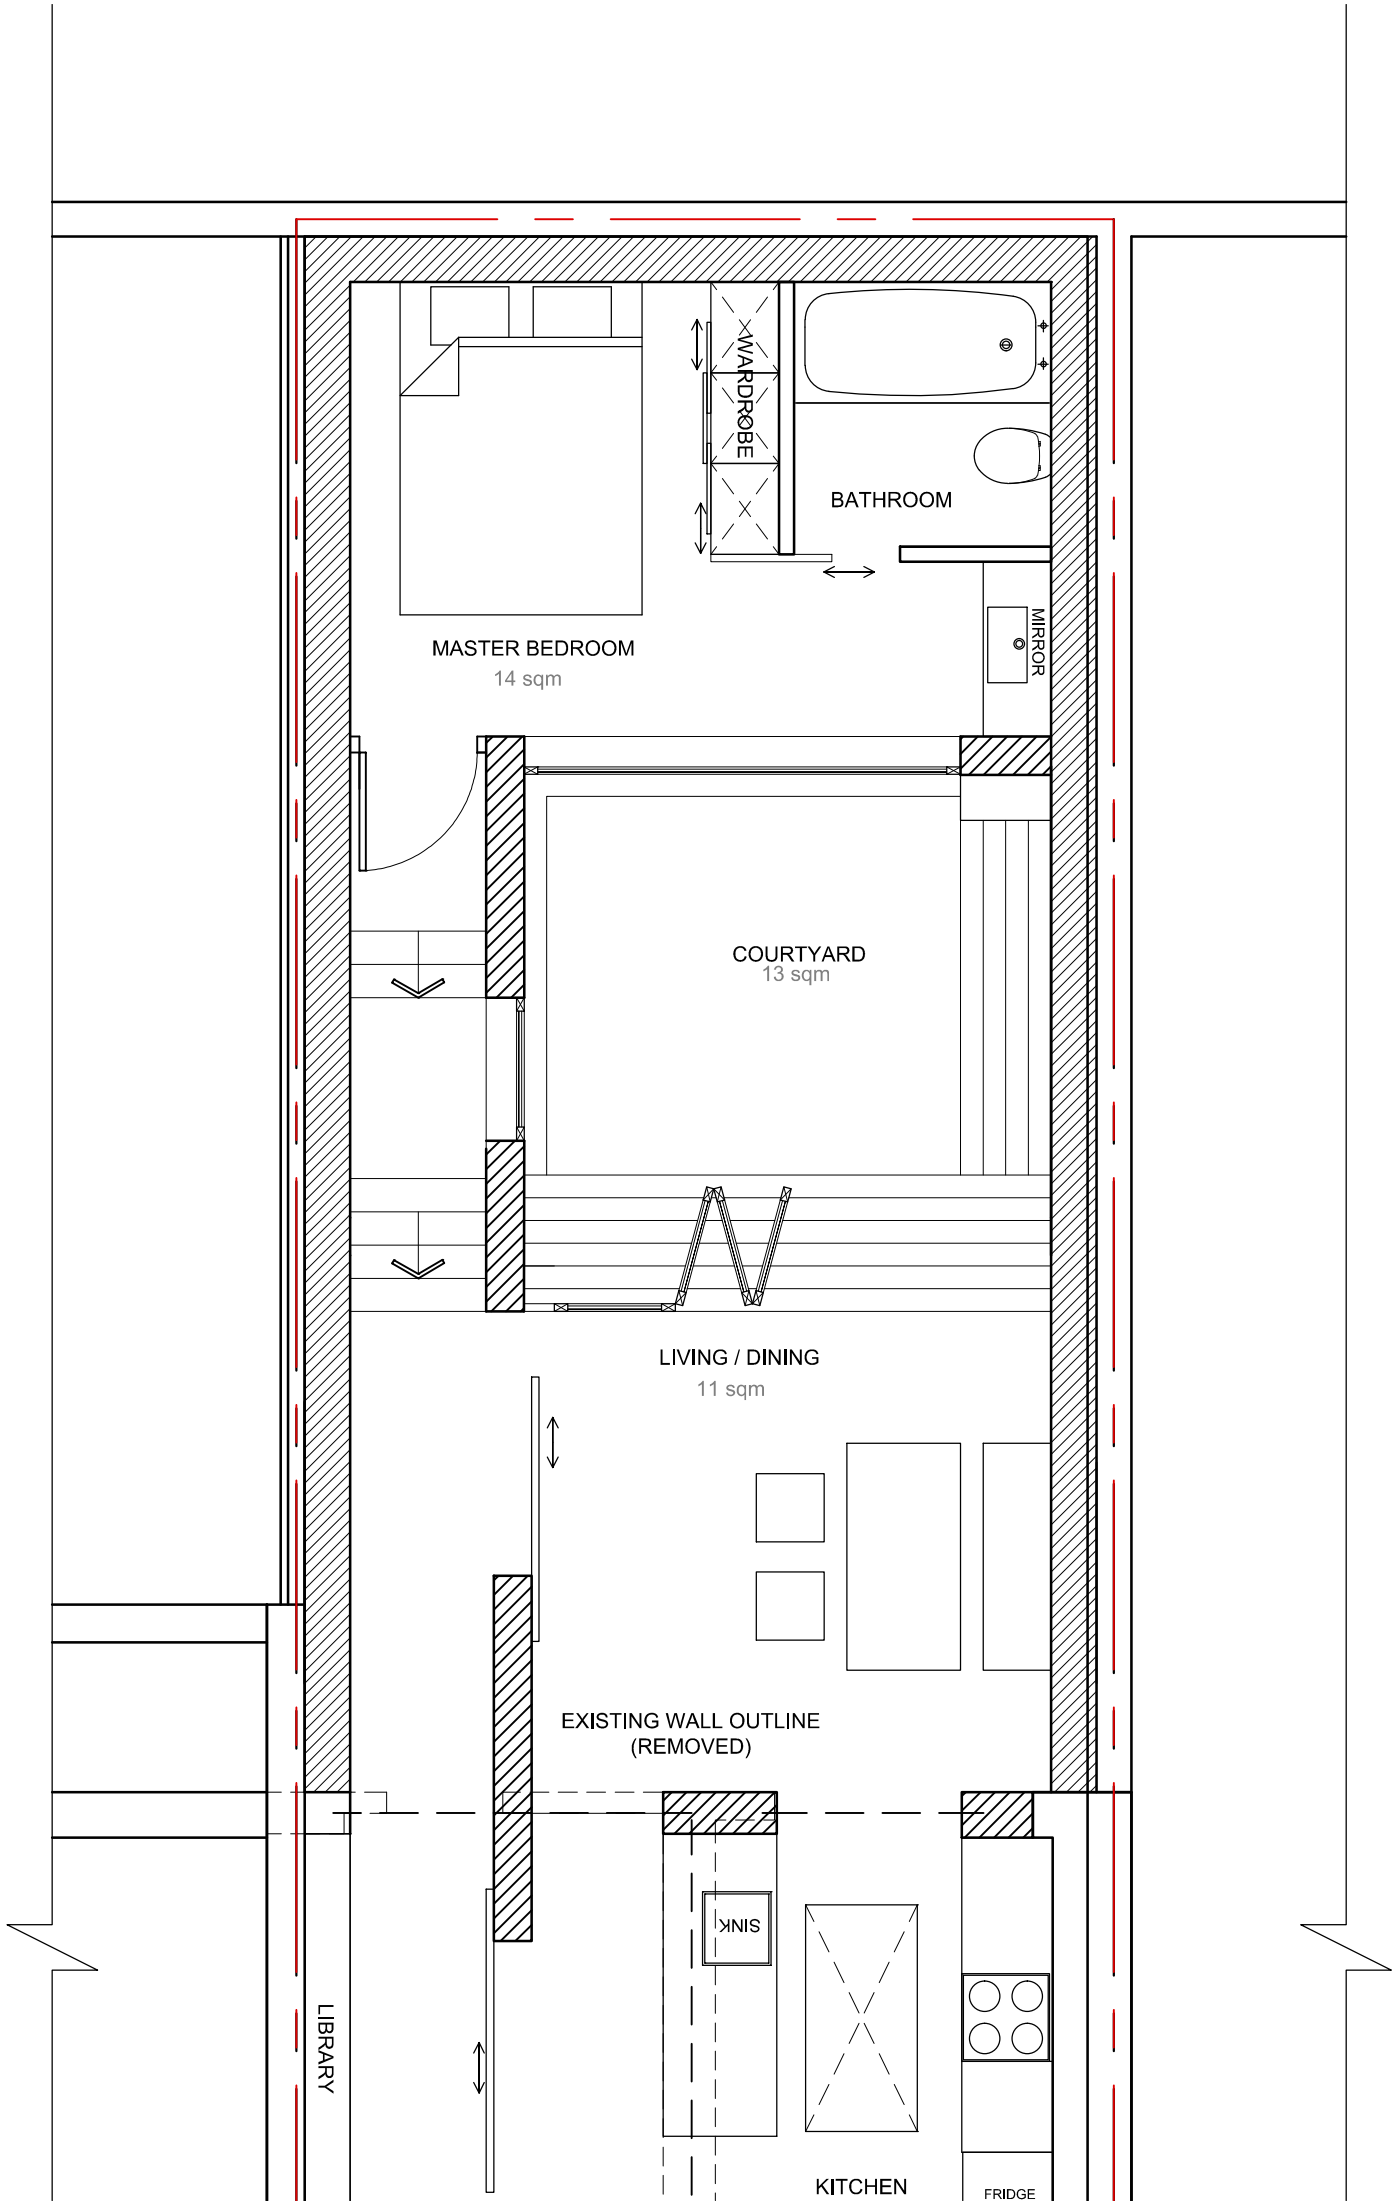 WARDROBE
BATHROOM
MIRROR
MASTER BEDROOM
14 sqm
COURTYARD
13 sqm
LIVING / DINING
11 sqm
EXISTING WALL OUTLINE
(REMOVED)
SINK
LIBRARY
KITCHEN
FRIDGE